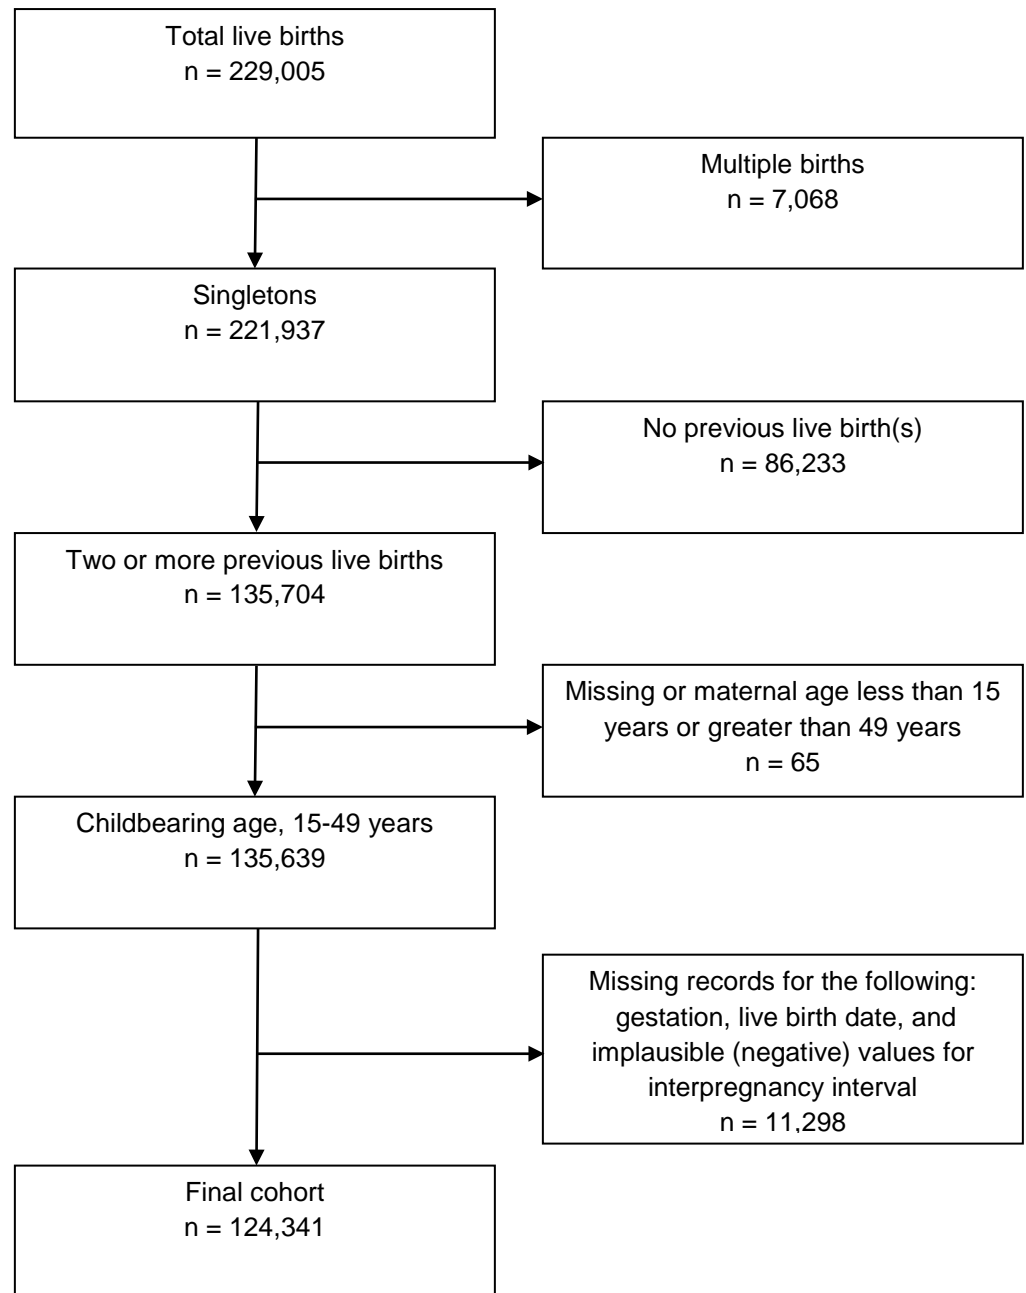 Total live births
n = 229,005
Multiple births
n = 7,068
Singletons
n = 221,937
No previous live birth(s)
n = 86,233
Two or more previous live births
n = 135,704
Missing or maternal age less than 15
years or greater than 49 years
n = 65
Childbearing age, 15-49 years
n = 135,639
Missing records for the following:
gestation, live birth date, and
implausible (negative) values for
interpregnancy interval
n = 11,298
Final cohort
n = 124,341